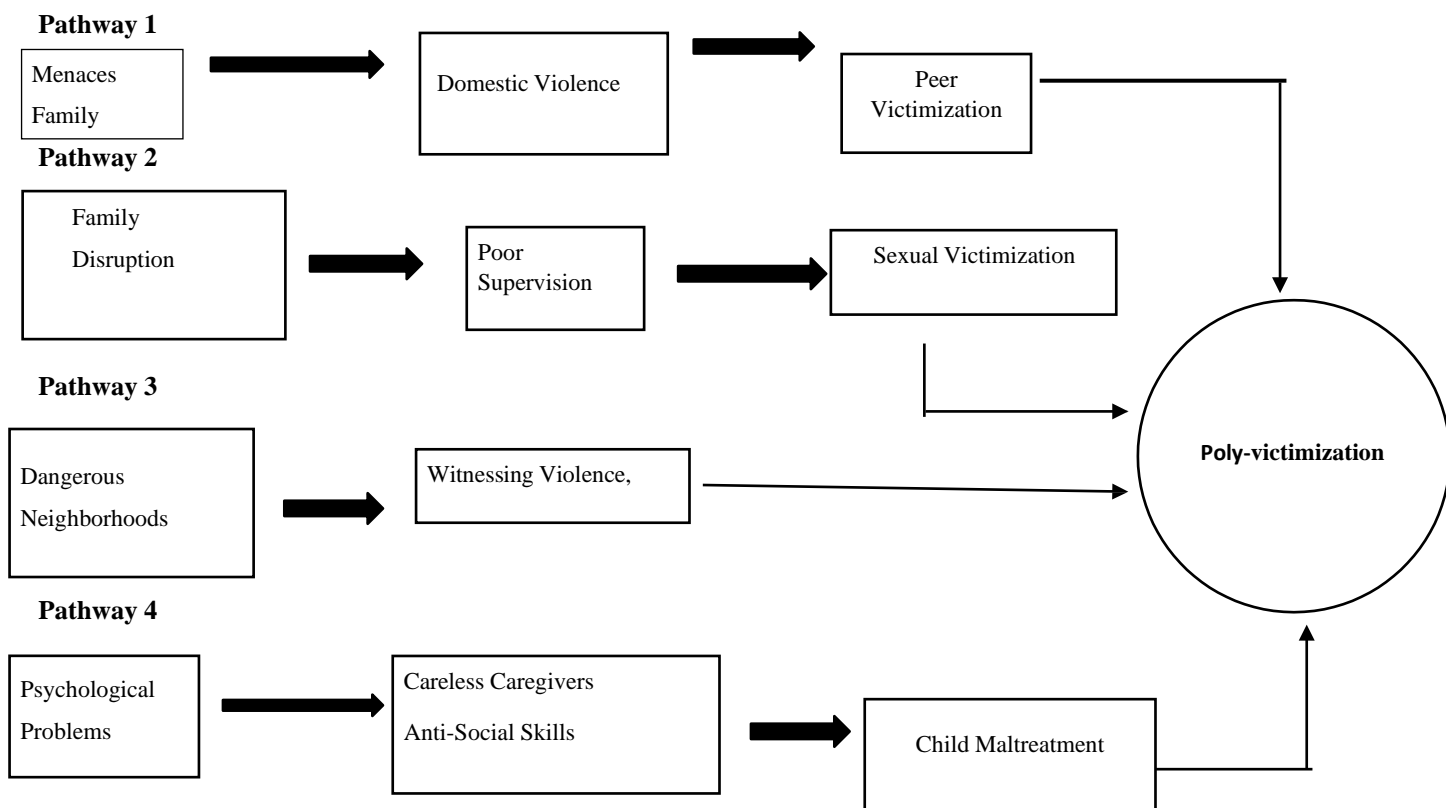 Pathway 1
Menaces
Family
Domestic Violence
Peer
Victimization
Pathway 2
Family
Disruption
Poor
Supervision
Sexual Victimization
Pathway 3
Dangerous
Neighborhoods
Witnessing Violence,
Poly-victimization
Pathway 4
Psychological
Problems
Careless Caregivers
Anti-Social Skills
Child Maltreatment